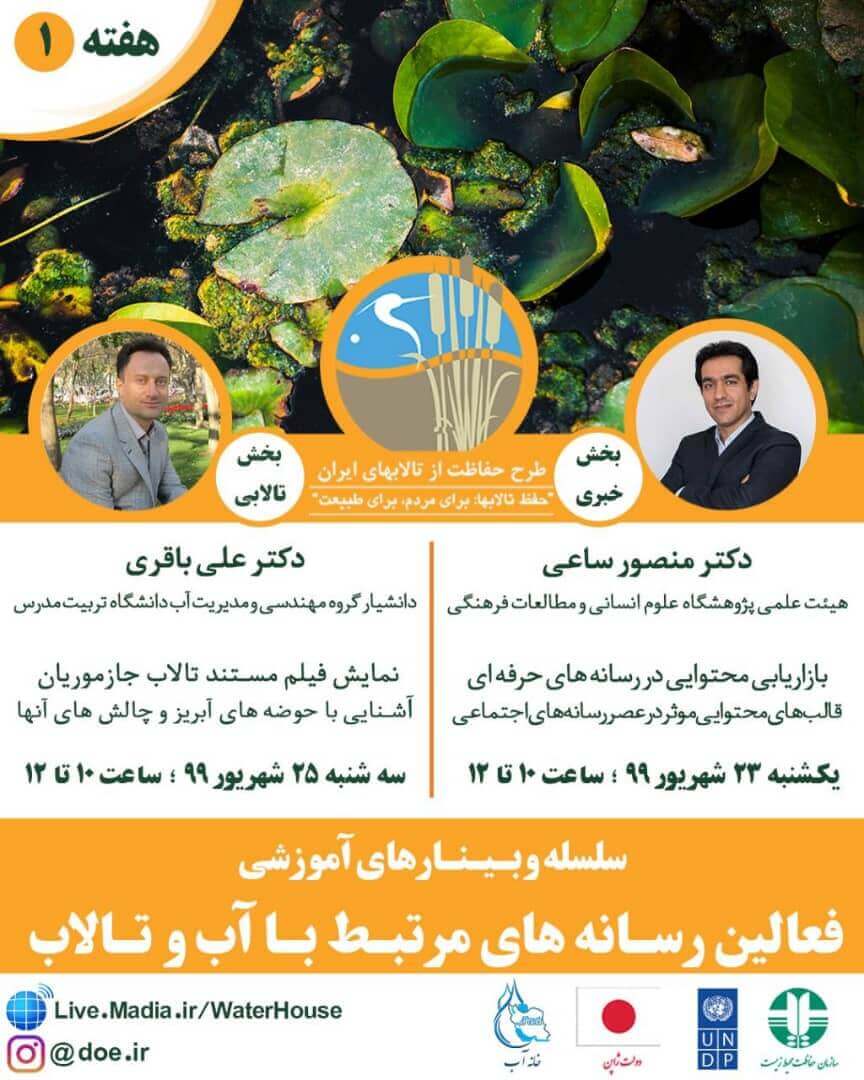 هفته ۱
طرح حفاظت از تالابهای ایران
"حفظ تالابها: برای مردم، برای طبیعت"
بخش
خبری
دکتر منصور ساعی
هیئت علمی پژوهشگاه علوم انسانی و مطالعات فرهنگی
بازاریابی محتوایی در رسانه های حرفه ای
قالب‌های محتوایی موثر در عصر رسانه‌های اجتماعی
یکشنبه ۲۳ شهریور ۹۹ ؛ ساعت ۱۰ تا ۱۲
بخش
تالابی
دکتر علی باقری
دانشیار گروه مهندسی و مدیریت آب دانشگاه تربیت مدرس
نمایش فیلم مستند تالاب جازموریان
آشنایی با حوضه های آبریز و چالش های آنها
سه شنبه ۲۵ شهریور ۹۹ ؛ ساعت ۱۰ تا ۱۲
سلسله وبینارهای آموزشی
فعالین رسانه های مرتبط با آب و تالاب
Live.Madia.ir/WaterHouse
@doe.ir
خانه آب
دولت ژاپن
U N
D P
سازمان حفاظت محیط زیست